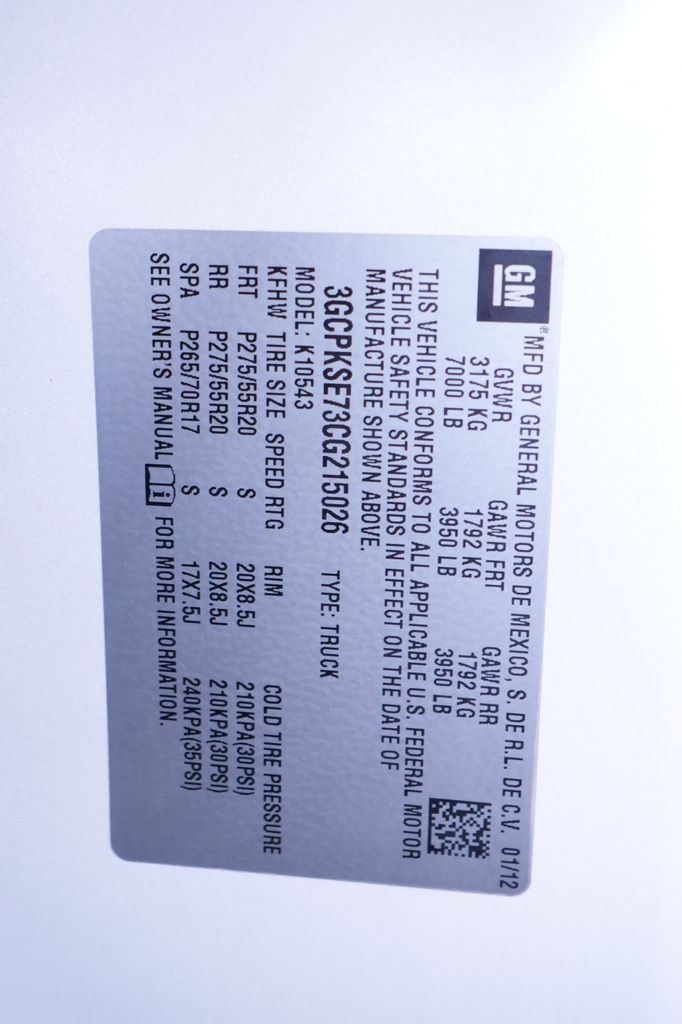 GM ® MFD BY GENERAL MOTORS DE MEXICO, S. DE R.L. DE C.V. 01/12
GVWR GAWR FRT GAWR RR
3175 KG 1792 KG 1792 KG
7000 LB 3950 LB 3950 LB
THIS VEHICLE CONFORMS TO ALL APPLICABLE U.S. FEDERAL MOTOR
VEHICLE SAFETY STANDARDS IN EFFECT ON THE DATE OF
MANUFACTURE SHOWN ABOVE.
3GCPKSE73CG215026 TYPE: TRUCK
MODEL: K10543
KFHW TIRE SIZE SPEED RTG RIM COLD TIRE PRESSURE
FRT P275/55R20 S 20X8.5J 210KPA(30PSI)
RR P275/55R20 S 20X8.5J 210KPA(30PSI)
SPA P265/70R17 S 17X7.5J 240KPA(35PSI)
SEE OWNER'S MANUAL i FOR MORE INFORMATION.